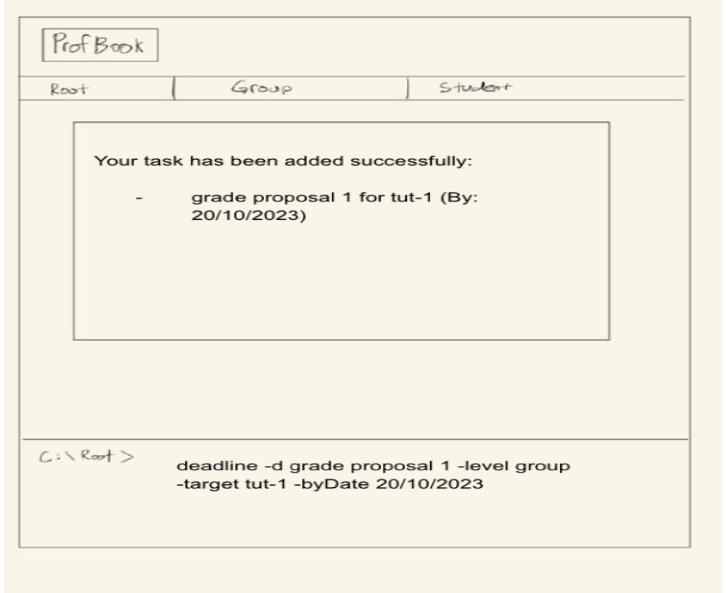 ProfBook
Root Group Student
Your task has been added successfully:
- grade proposal 1 for tut-1 (By:
20/10/2023)
C:\Root>
deadline -d grade proposal 1 -level group
-target tut-1 -byDate 20/10/2023